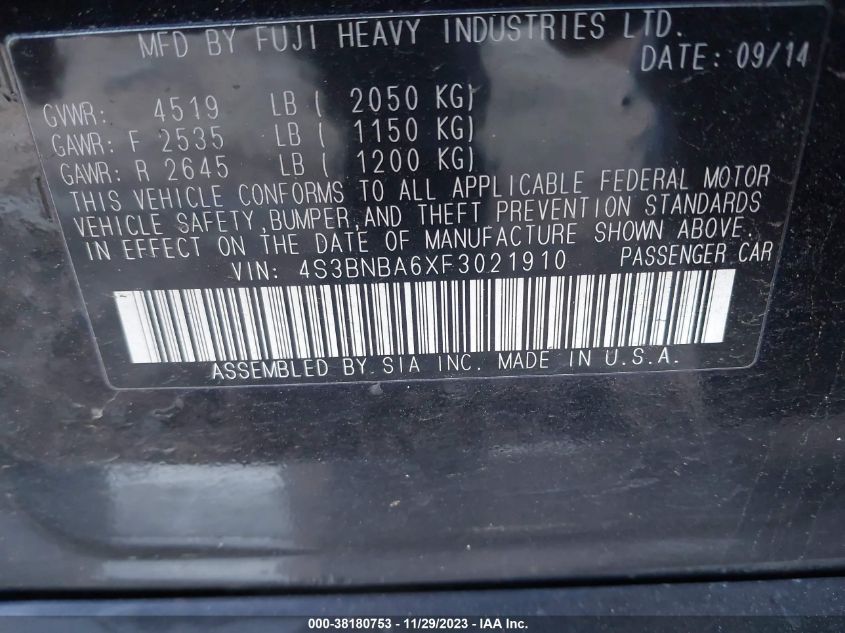 MFD BY FUJI HEAVY INDUSTRIES LTD.
DATE: 09/14
GVWR: 4519 LB ( 2050 KG)
GAWR: F 2535 LB ( 1150 KG)
GAWR: R 2645 LB ( 1200 KG)
THIS VEHICLE CONFORMS TO ALL APPLICABLE FEDERAL MOTOR
VEHICLE SAFETY, BUMPER, AND THEFT PREVENTION STANDARDS
IN EFFECT ON THE DATE OF MANUFACTURE SHOWN ABOVE.
VIN: 4S3BNBA6XF3021910 PASSENGER CAR
ASSEMBLED BY SIA INC. MADE IN U.S.A.
000-38180753 - 11/29/2023 - IAA Inc.